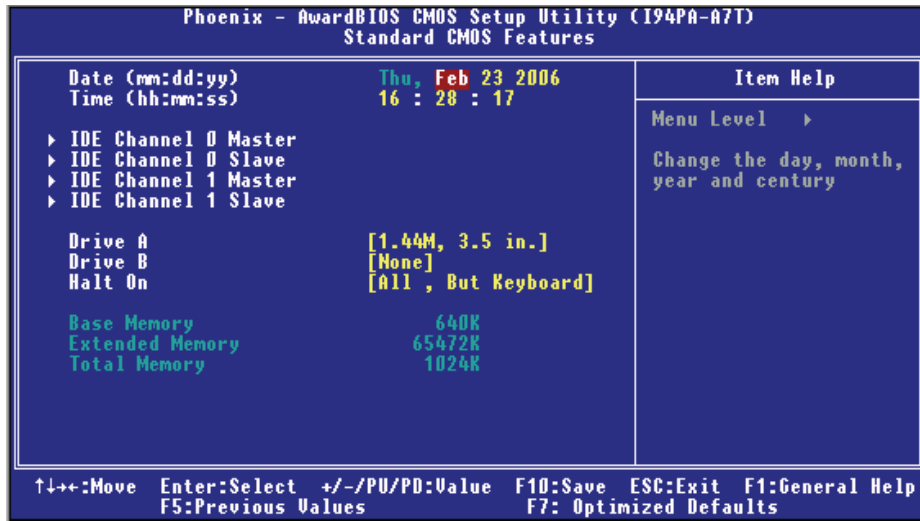 Phoenix - AwardBIOS CMOS Setup Utility (I94PA-A7T)
Standard CMOS Features
Date (mm:dd:yy) Thu, Feb 23 2006
Time (hh:mm:ss) 16 : 28 : 17
IDE Channel 0 Master
IDE Channel 0 Slave
IDE Channel 1 Master
IDE Channel 1 Slave
Drive A [1.44M, 3.5 in.]
Drive B [None]
Halt On [All , But Keyboard]
Base Memory 640K
Extended Memory 65472K
Total Memory 1024K
Item Help
Menu Level
Change the day, month,
year and century
↑↓→←:Move Enter:Select +/-/PU/PD:Value F10:Save ESC:Exit F1:General Help
F5:Previous Values F7: Optimized Defaults